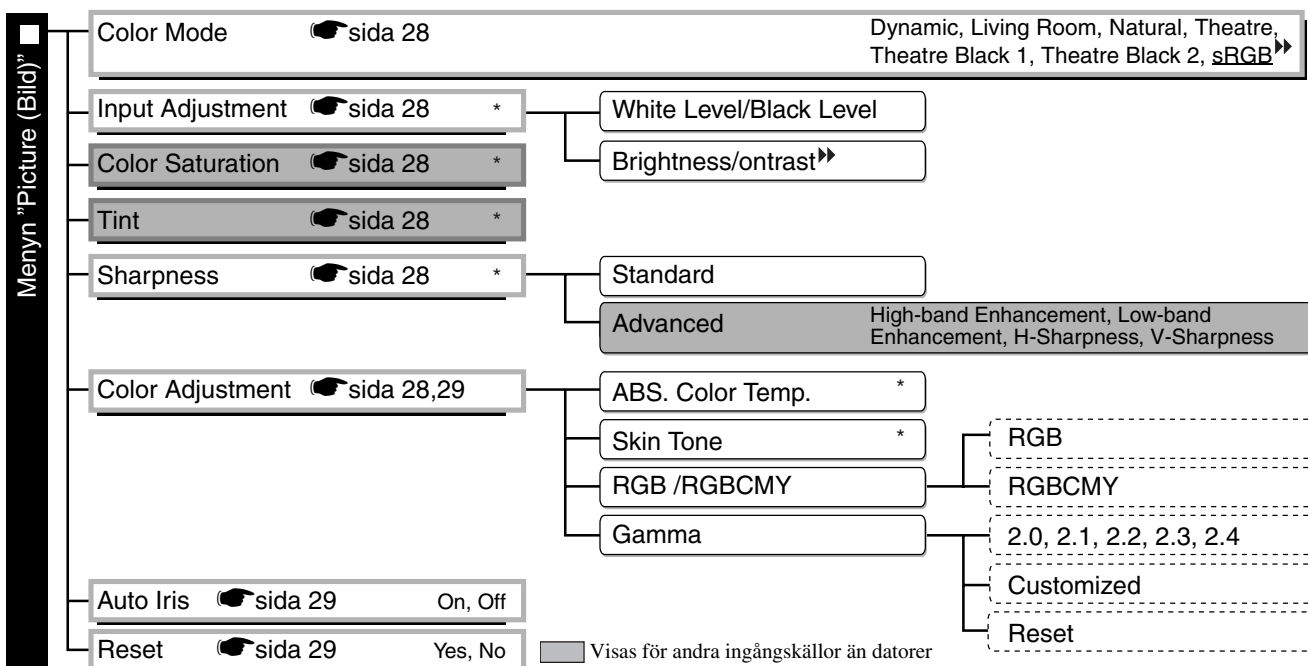 Menyn ”Picture (Bild)”
Color Mode sida 28
Dynamic, Living Room, Natural, Theatre,
Theatre Black 1, Theatre Black 2, sRGB
Input Adjustment sida 28 *
White Level/Black Level
Brightness/ontrast
Color Saturation sida 28 *
Tint sida 28 *
Sharpness sida 28 *
Standard
Advanced
High-band Enhancement, Low-band
Enhancement, H-Sharpness, V-Sharpness
Color Adjustment sida 28,29
ABS. Color Temp. *
Skin Tone *
RGB /RGBCMY
RGB
RGBCMY
Gamma
2.0, 2.1, 2.2, 2.3, 2.4
Customized
Reset
Auto Iris sida 29 On, Off
Reset sida 29 Yes, No
Visas för andra ingångskällor än datorer